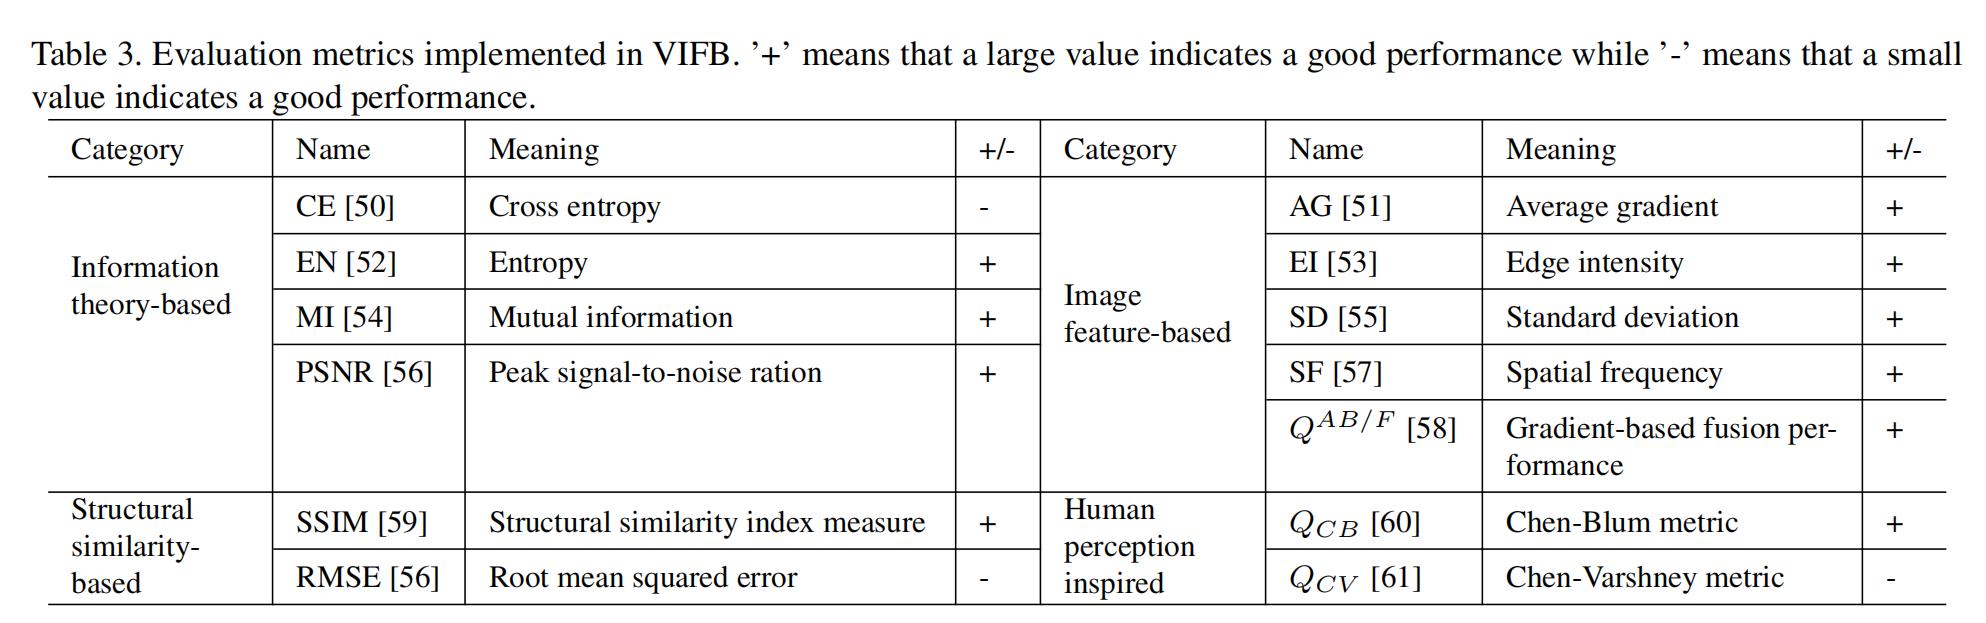 Table 3. Evaluation metrics implemented in VIFB. ’+’ means that a large value indicates a good performance while ’-’ means that a small
value indicates a good performance.
Category Name Meaning +/- Category Name Meaning +/-
Information
theory-based
CE [50] Cross entropy -
EN [52] Entropy +
MI [54] Mutual information +
PSNR [56] Peak signal-to-noise ration +
Image
feature-based
AG [51] Average gradient +
EI [53] Edge intensity +
SD [55] Standard deviation +
SF [57] Spatial frequency +
Q^{AB/F} [58] Gradient-based fusion per- +
formance
Structural
similarity-
based
SSIM [59] Structural similarity index measure +
RMSE [56] Root mean squared error -
Human
perception
inspired
Q_{CB} [60] Chen-Blum metric +
Q_{CV} [61] Chen-Varshney metric -